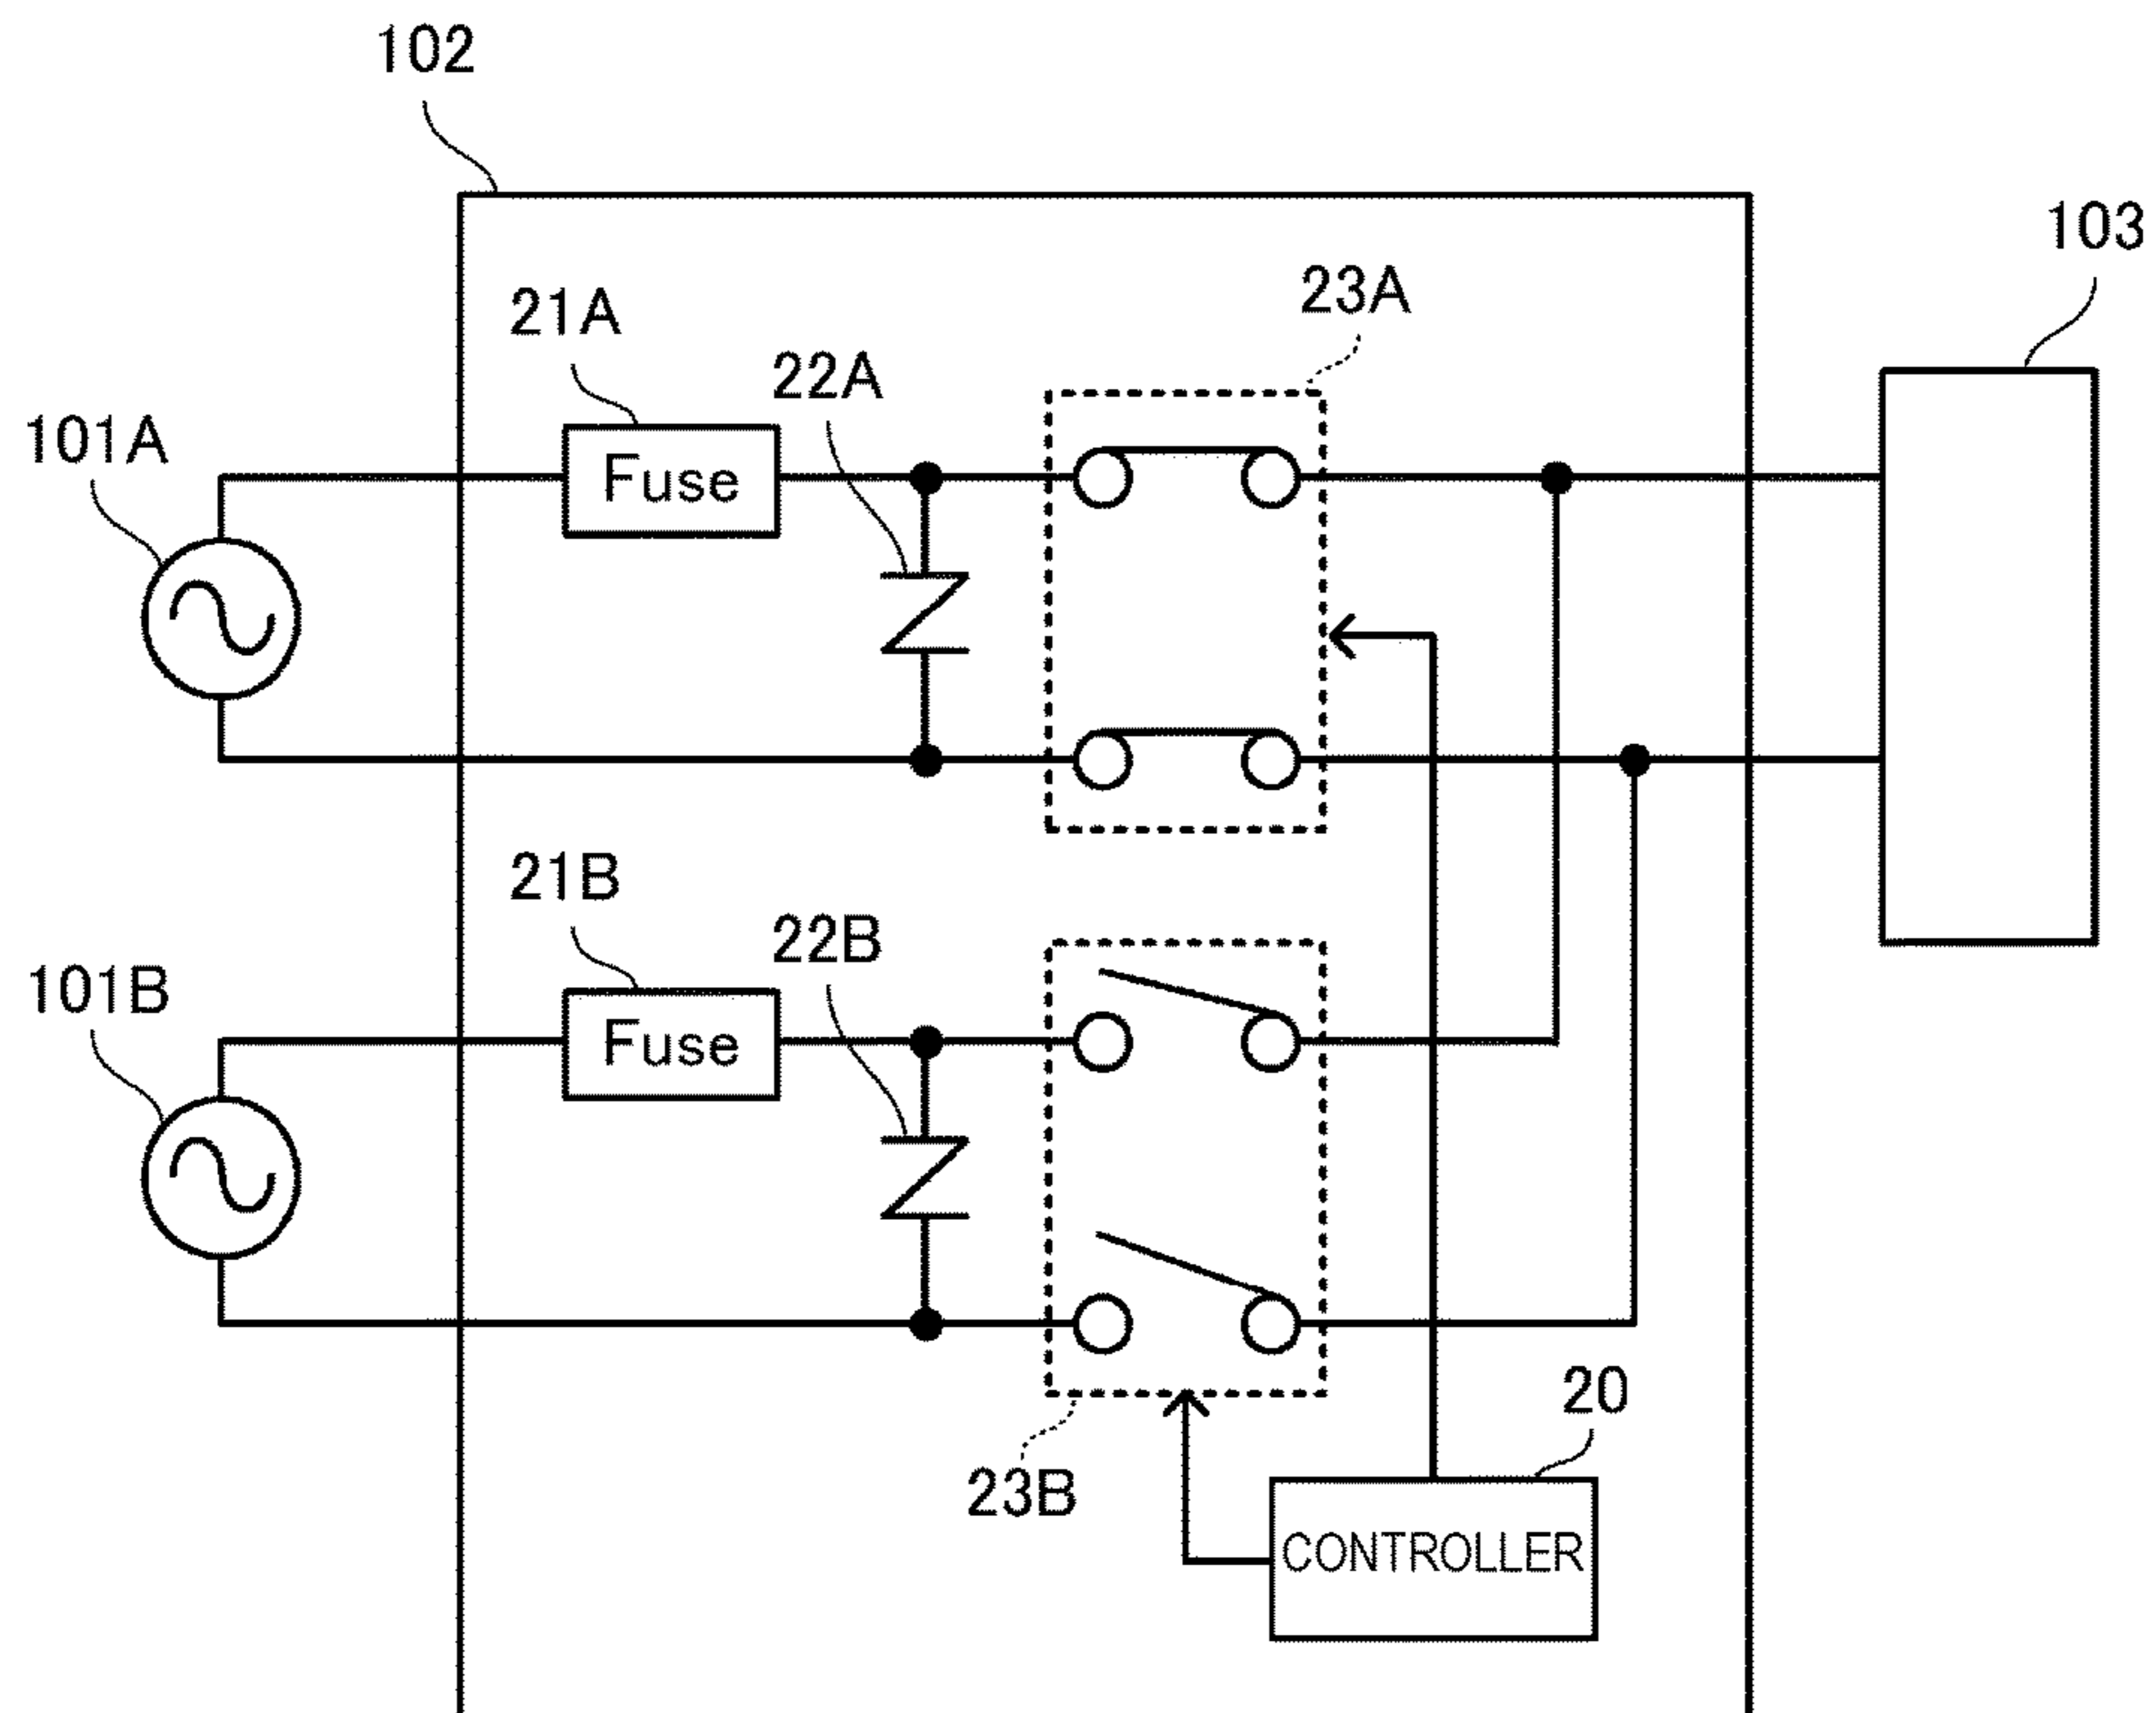 102
103
23A
21A
22A
101A
Fuse
21B
22B
101B
Fuse
20
23B
CONTROLLER